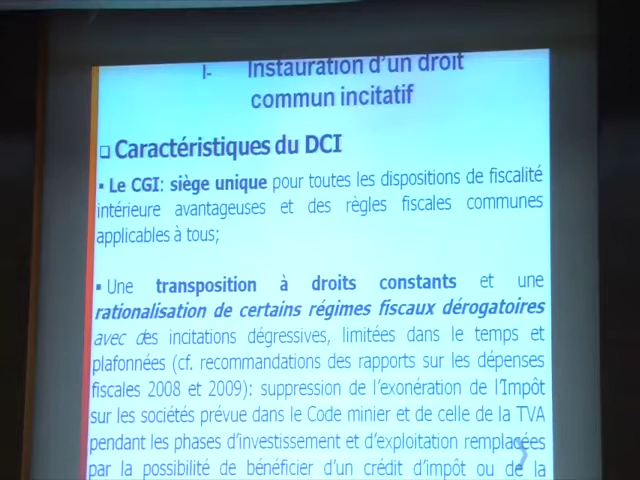 I- Instauration d'un droit
commun incitatif
❑ Caractéristiques du DCI
▪ Le CGI: siège unique pour toutes les dispositions de fiscalité
intérieure avantageuses et des règles fiscales communes
applicables à tous;
▪ Une transposition à droits constants et une
rationalisation de certains régimes fiscaux dérogatoires
avec des incitations dégressives, limitées dans le temps et
plafonnées (cf. recommandations des rapports sur les dépenses
fiscales 2008 et 2009): suppression de l'exonération de l'Impôt
sur les sociétés prévue dans le Code minier et de celle de la TVA
pendant les phases d'investissement et d'exploitation remplacées
par la possibilité de bénéficier d'un crédit d'impôt ou de la